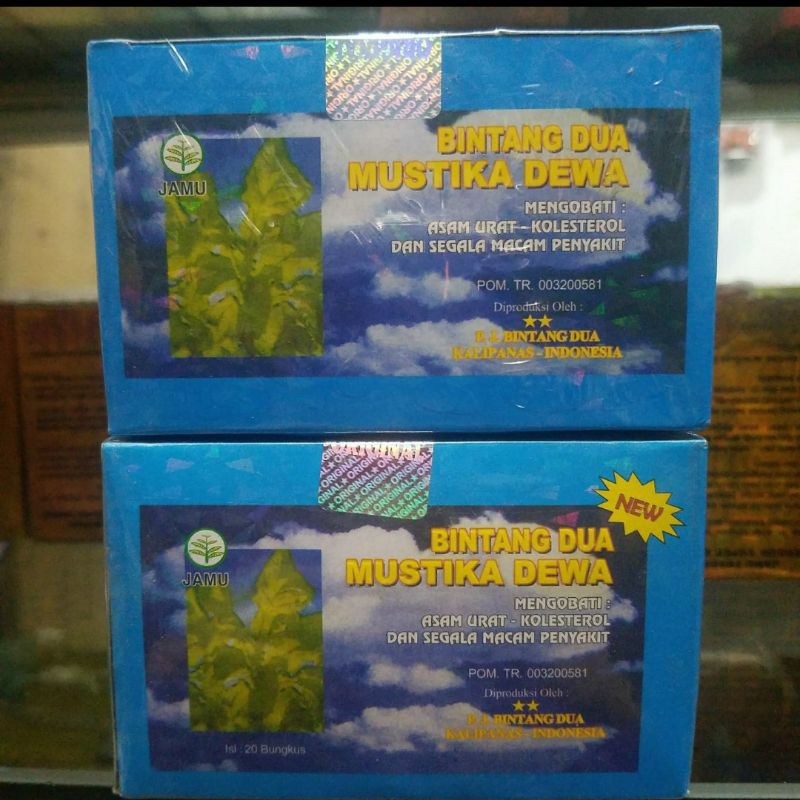 ORIGINAL
JAMU
BINTANG DUA
MUSTIKA DEWA
MENGOBATI :
ASAM URAT - KOLESTEROL
DAN SEGALA MACAM PENYAKIT
POM. TR. 003200581
Diproduksi Oleh :
P. J. BINTANG DUA
KALIPANAS - INDONESIA
ORIGINAL
NEW
JAMU
BINTANG DUA
MUSTIKA DEWA
MENGOBATI :
ASAM URAT - KOLESTEROL
DAN SEGALA MACAM PENYAKIT
POM. TR. 003200581
Diproduksi Oleh :
P. J. BINTANG DUA
KALIPANAS - INDONESIA
Isi : 20 Bungkus